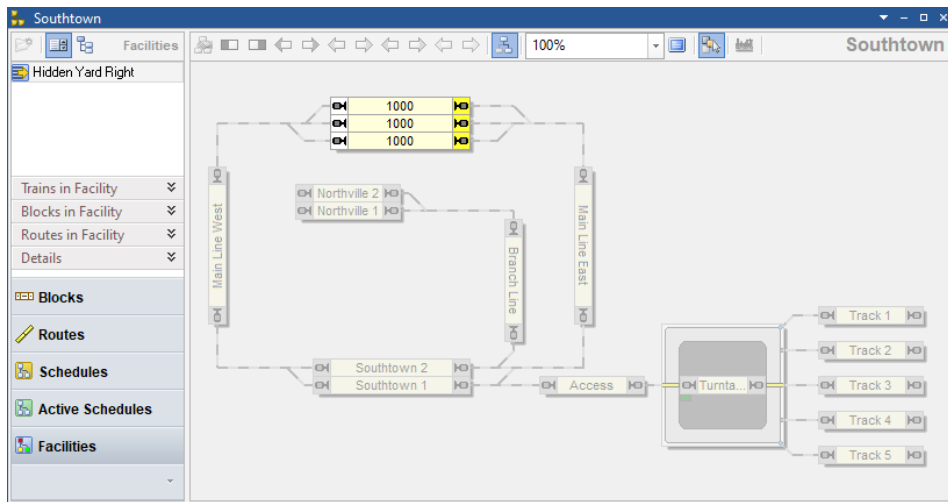 Southtown
Facilities
100%
Southtown
Hidden Yard Right
Trains in Facility
Blocks in Facility
Routes in Facility
Details
Blocks
Routes
Schedules
Active Schedules
Facilities
1000
1000
1000
Main Line West
Northville 2
Northville 1
Branch Line
Main Line East
Southtown 2
Southtown 1
Access
Turnta...
Track 1
Track 2
Track 3
Track 4
Track 5